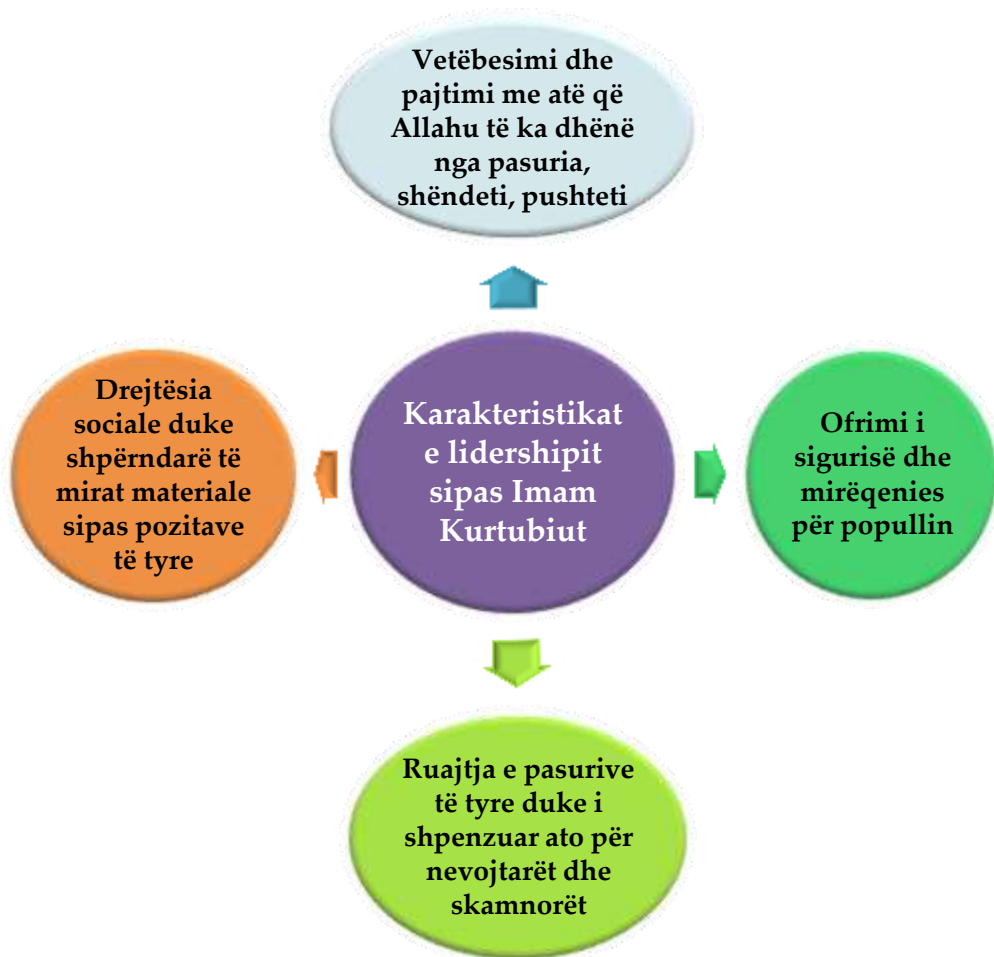 Vetëbesimi dhe
pajtimi me atë që
Allahu të ka dhënë
nga pasuria,
shëndeti, pushteti
Drejtësia
sociale duke
shpërndarë të
mirat materiale
sipas pozitave
të tyre
Karakteristikat
e lidershipit
sipas Imam
Kurtubiut
Ofrimi i
sigurisë dhe
mirëqenies
për popullin
Ruajtja e pasurive
të tyre duke i
shpenzuar ato për
nevojtarët dhe
skamnorët